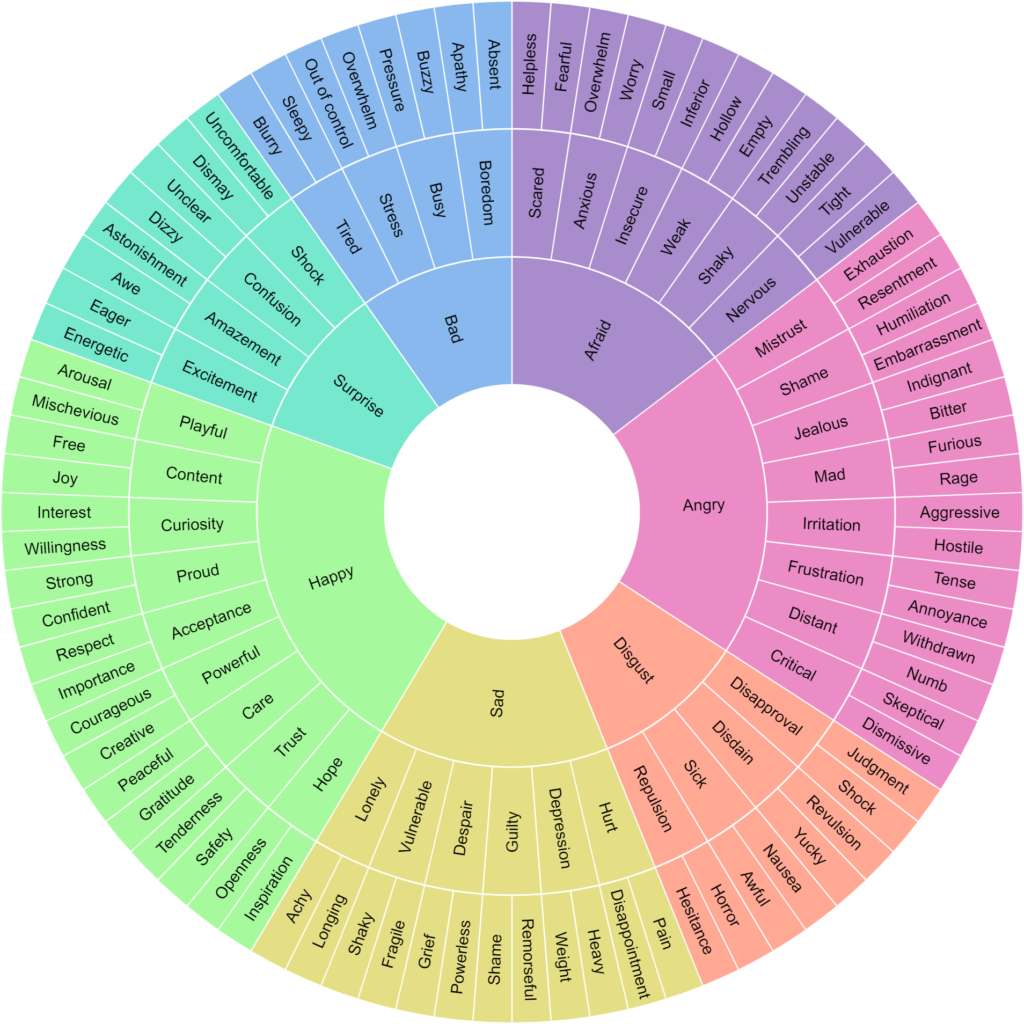 Afraid
Scared
Helpless
Fearful
Anxious
Overwhelm
Worry
Insecure
Small
Inferior
Weak
Hollow
Empty
Shaky
Trembling
Unstable
Nervous
Tight
Vulnerable
Angry
Mistrust
Exhaustion
Resentment
Shame
Humiliation
Embarrassment
Jealous
Indignant
Bitter
Mad
Furious
Rage
Irritation
Aggressive
Hostile
Frustration
Tense
Annoyance
Distant
Withdrawn
Numb
Critical
Skeptical
Dismissive
Disgust
Disapproval
Judgment
Shock
Disdain
Revulsion
Yucky
Sick
Nausea
Awful
Repulsion
Horror
Hesitance
Sad
Hurt
Pain
Disappointment
Depression
Heavy
Weight
Guilty
Remorseful
Shame
Despair
Powerless
Grief
Vulnerable
Fragile
Shaky
Lonely
Longing
Achy
Happy
Hope
Inspiration
Openness
Trust
Safety
Tenderness
Care
Gratitude
Peaceful
Powerful
Creative
Courageous
Acceptance
Importance
Respect
Proud
Confident
Strong
Curiosity
Willingness
Interest
Content
Joy
Free
Playful
Mischevious
Arousal
Surprise
Excitement
Energetic
Eager
Amazement
Awe
Astonishment
Confusion
Dizzy
Unclear
Shock
Dismay
Uncomfortable
Bad
Tired
Blurry
Sleepy
Stress
Out of control
Overwhelm
Busy
Pressure
Buzzy
Boredom
Apathy
Absent